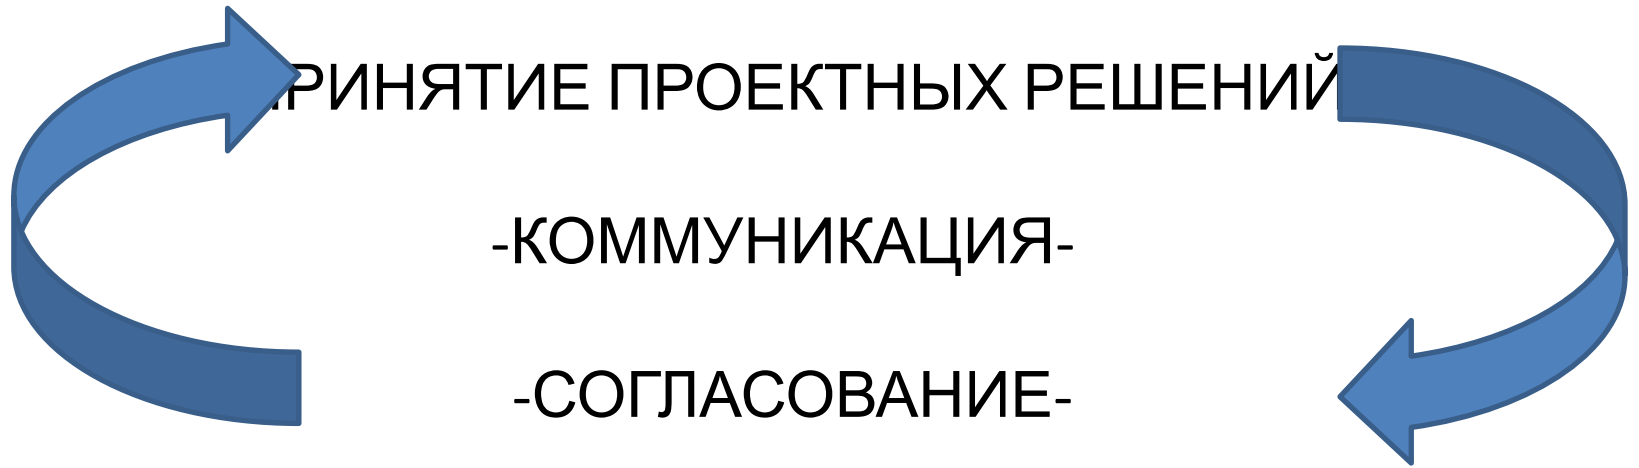 ПРИНЯТИЕ ПРОЕКТНЫХ РЕШЕНИЙ
-КОММУНИКАЦИЯ-
-СОГЛАСОВАНИЕ-